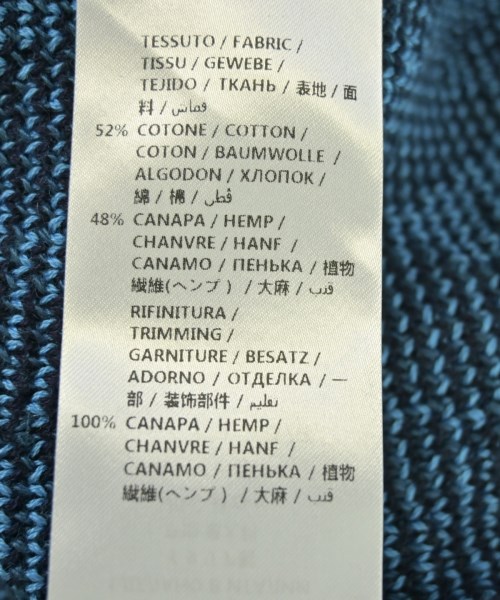 TESSUTO / FABRIC /
TISSU / GEWEBE /
TEJIDO / ТКАНЬ / 表地 / 面
料 / قماش
52% COTONE / COTTON /
COTON / BAUMWOLLE /
ALGODON / ХЛОПОК /
綿 / 棉 / قطن
48% CANAPA / HEMP /
CHANVRE / HANF /
CANAMO / ПЕНЬКА / 植物
繊維(ヘンプ) / 大麻 / قنب
RIFINITURA /
TRIMMING /
GARNITURE / BESATZ /
ADORNO / ОТДЕЛКА / 一
部 / 装饰部件 / تقليم
100% CANAPA / HEMP /
CHANVRE / HANF /
CANAMO / ПЕНЬКА / 植物
繊維(ヘンプ) / 大麻 / قنب